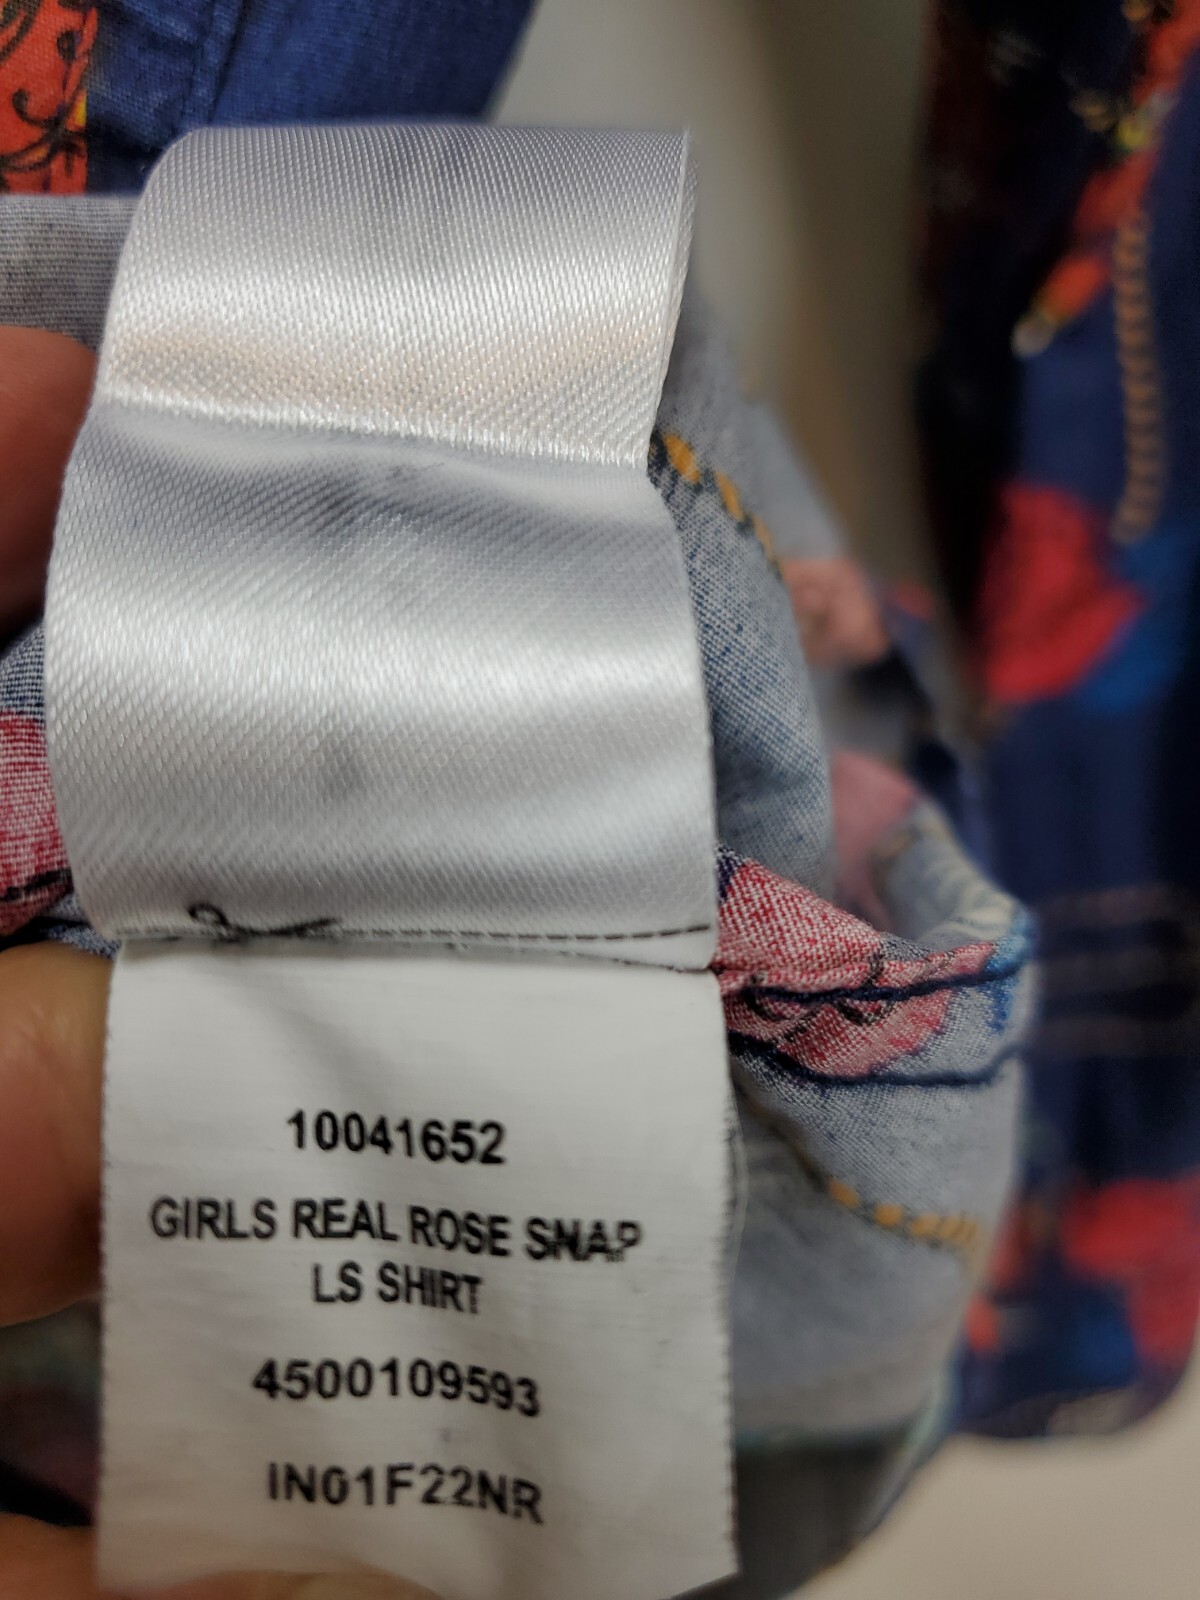 10041652
GIRLS REAL ROSE SNAP
LS SHIRT
4500109593
IN01F22NR